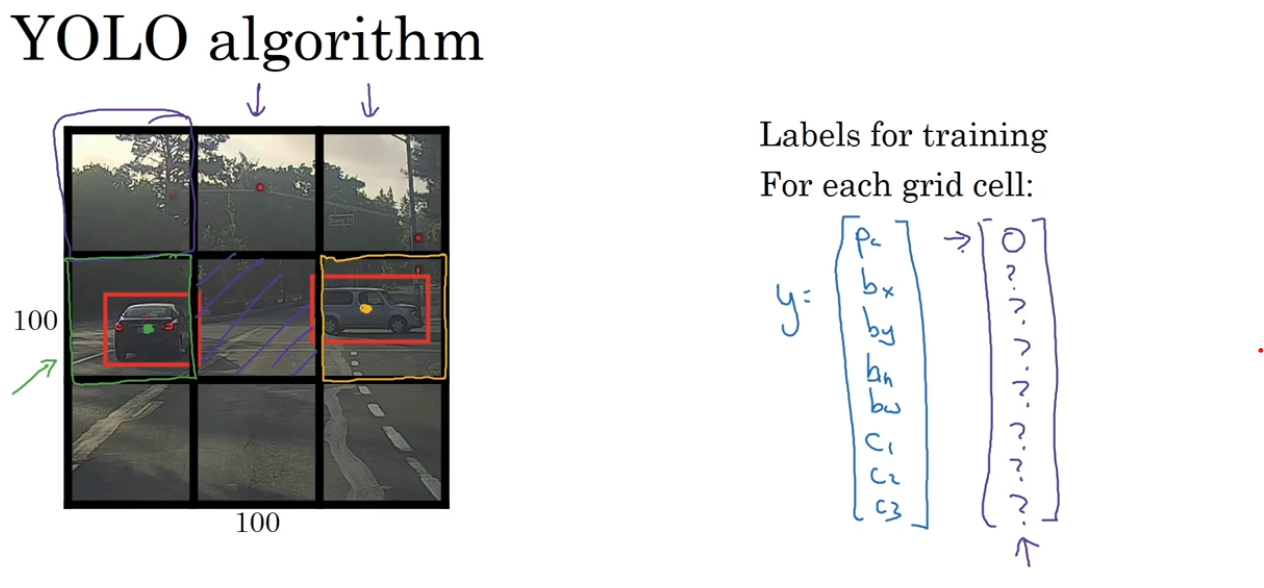 YOLO algorithm
100
100
Labels for training
For each grid cell:
y=
pc
bx
by
bh
bw
c1
c2
c3
0
?
?
?
?
?
?
?